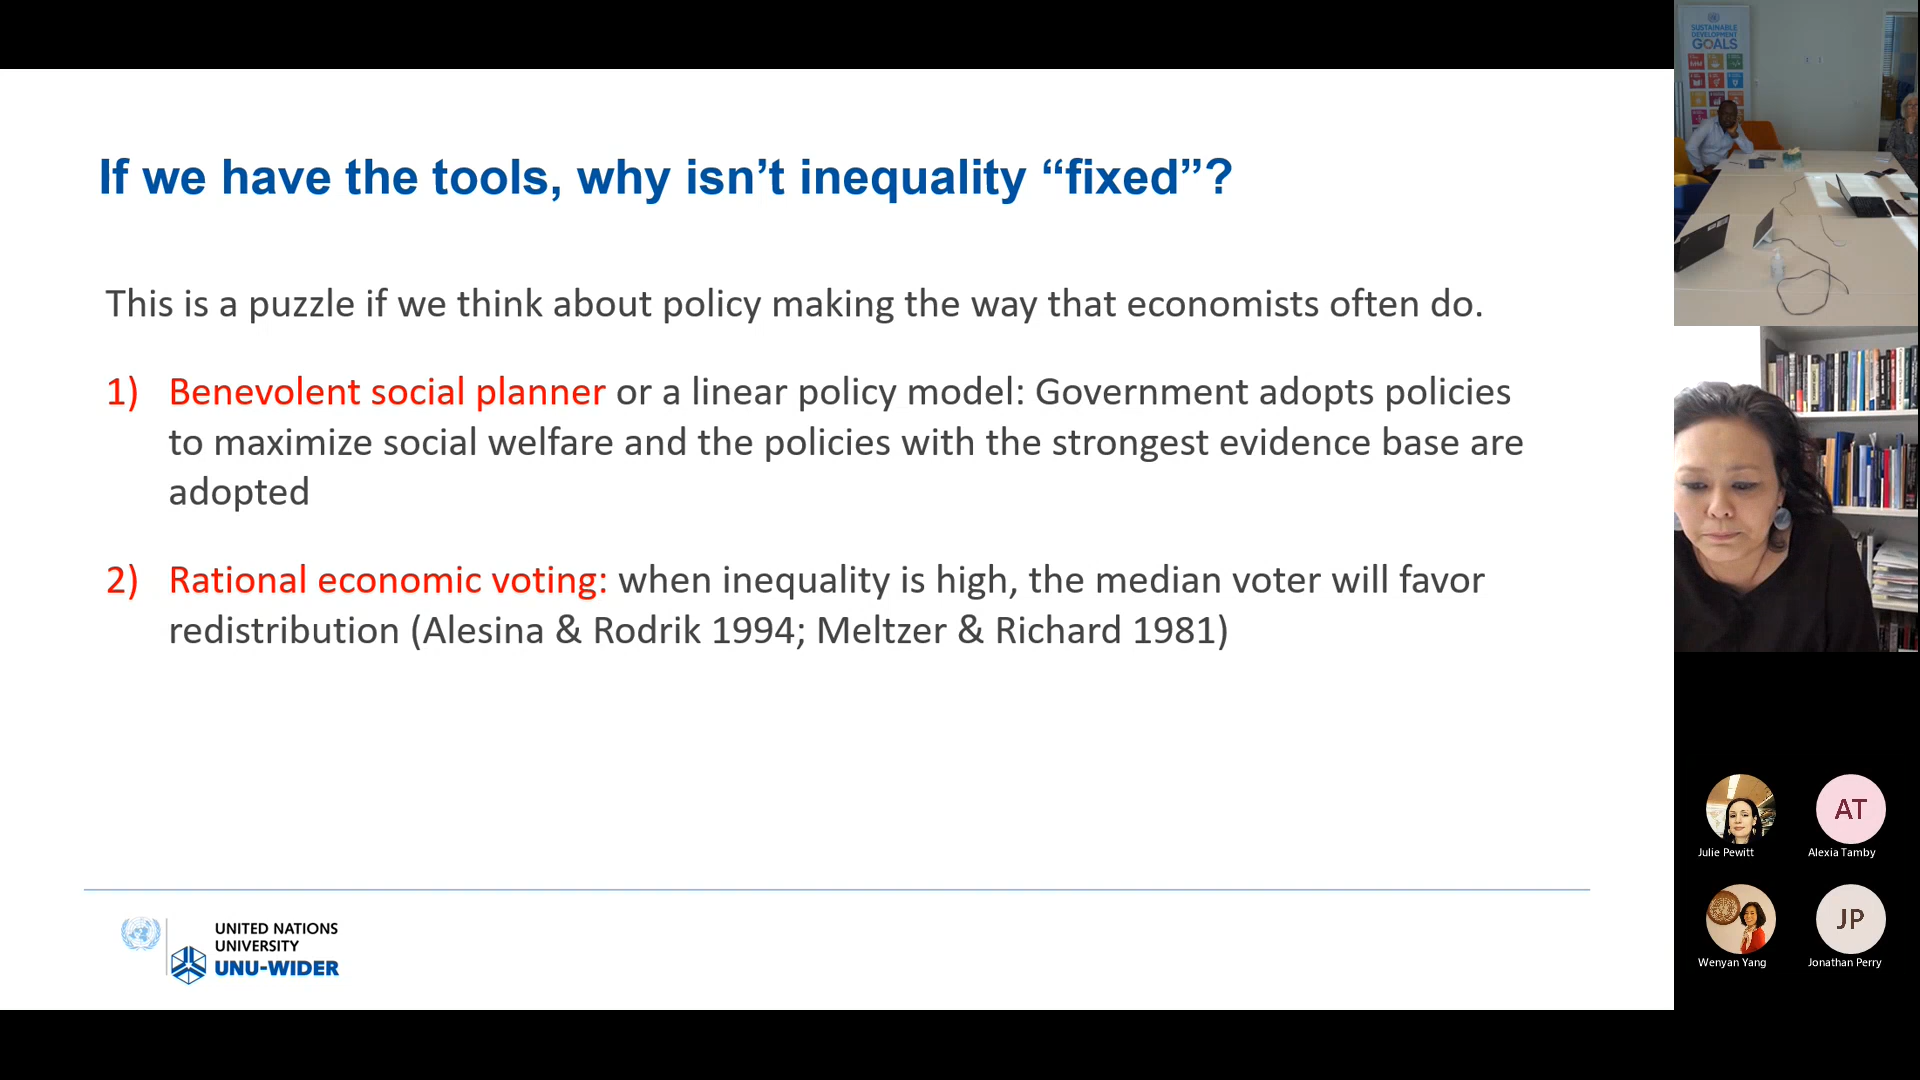 If we have the tools, why isn’t inequality “fixed”?
This is a puzzle if we think about policy making the way that economists often do.
1) Benevolent social planner or a linear policy model: Government adopts policies
to maximize social welfare and the policies with the strongest evidence base are
adopted
2) Rational economic voting: when inequality is high, the median voter will favor
redistribution (Alesina & Rodrik 1994; Meltzer & Richard 1981)
UNITED NATIONS
UNIVERSITY
UNU-WIDER
SUSTAINABLE
DEVELOPMENT
GOALS
AT
Julie Pewitt
Alexia Tamby
JP
Wenyan Yang
Jonathan Perry